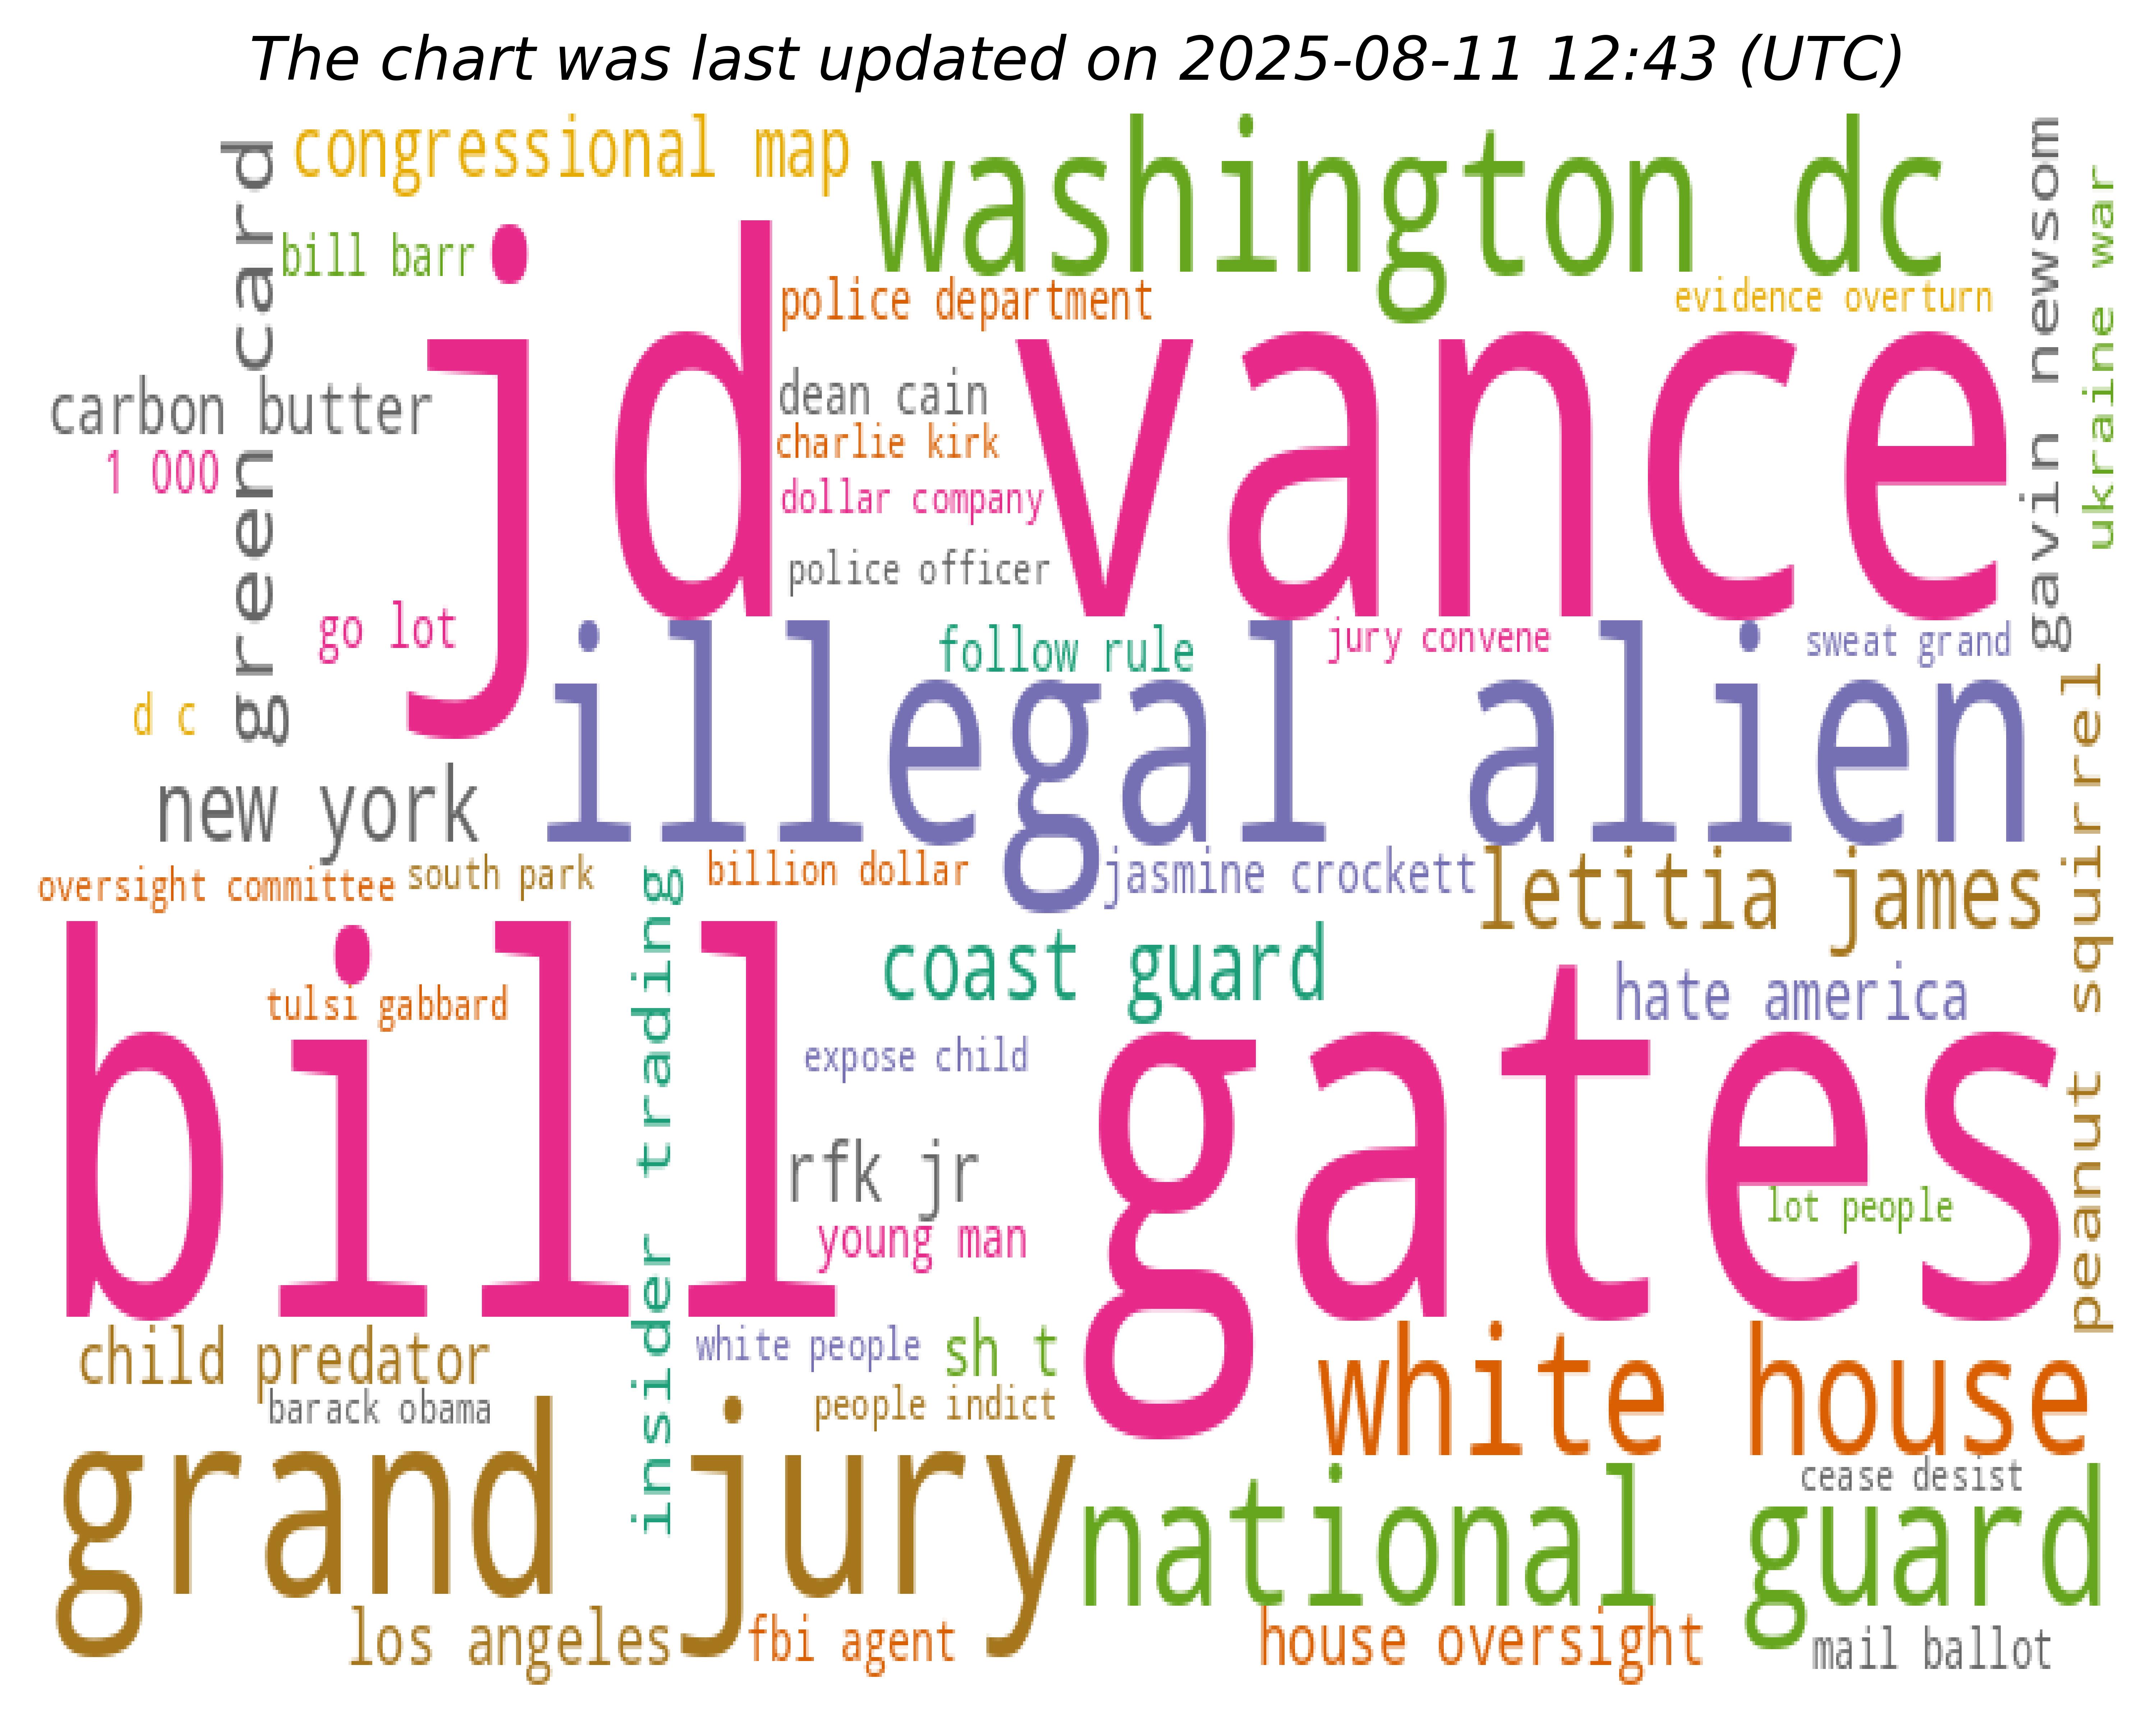 The chart was last updated on 2025-08-11 12:43 (UTC)
congressional map
washington dc
green card
gavin newsom
ukraine war
bill barr
police department
evidence overturn
jd vance
carbon butter
dean cain
charlie kirk
1 000
dollar company
police officer
go lot
follow rule
jury convene
sweat grand
d c
illegal alien
new york
peanut squirrel
oversight committee
south park
billion dollar
jasmine crockett
letitia james
insider trading
coast guard
hate america
tulsi gabbard
bill gates
expose child
rfk jr
lot people
young man
child predator
white people
sh t
white house
barack obama
people indict
grand jury
cease desist
national guard
los angeles
fbi agent
house oversight
mail ballot